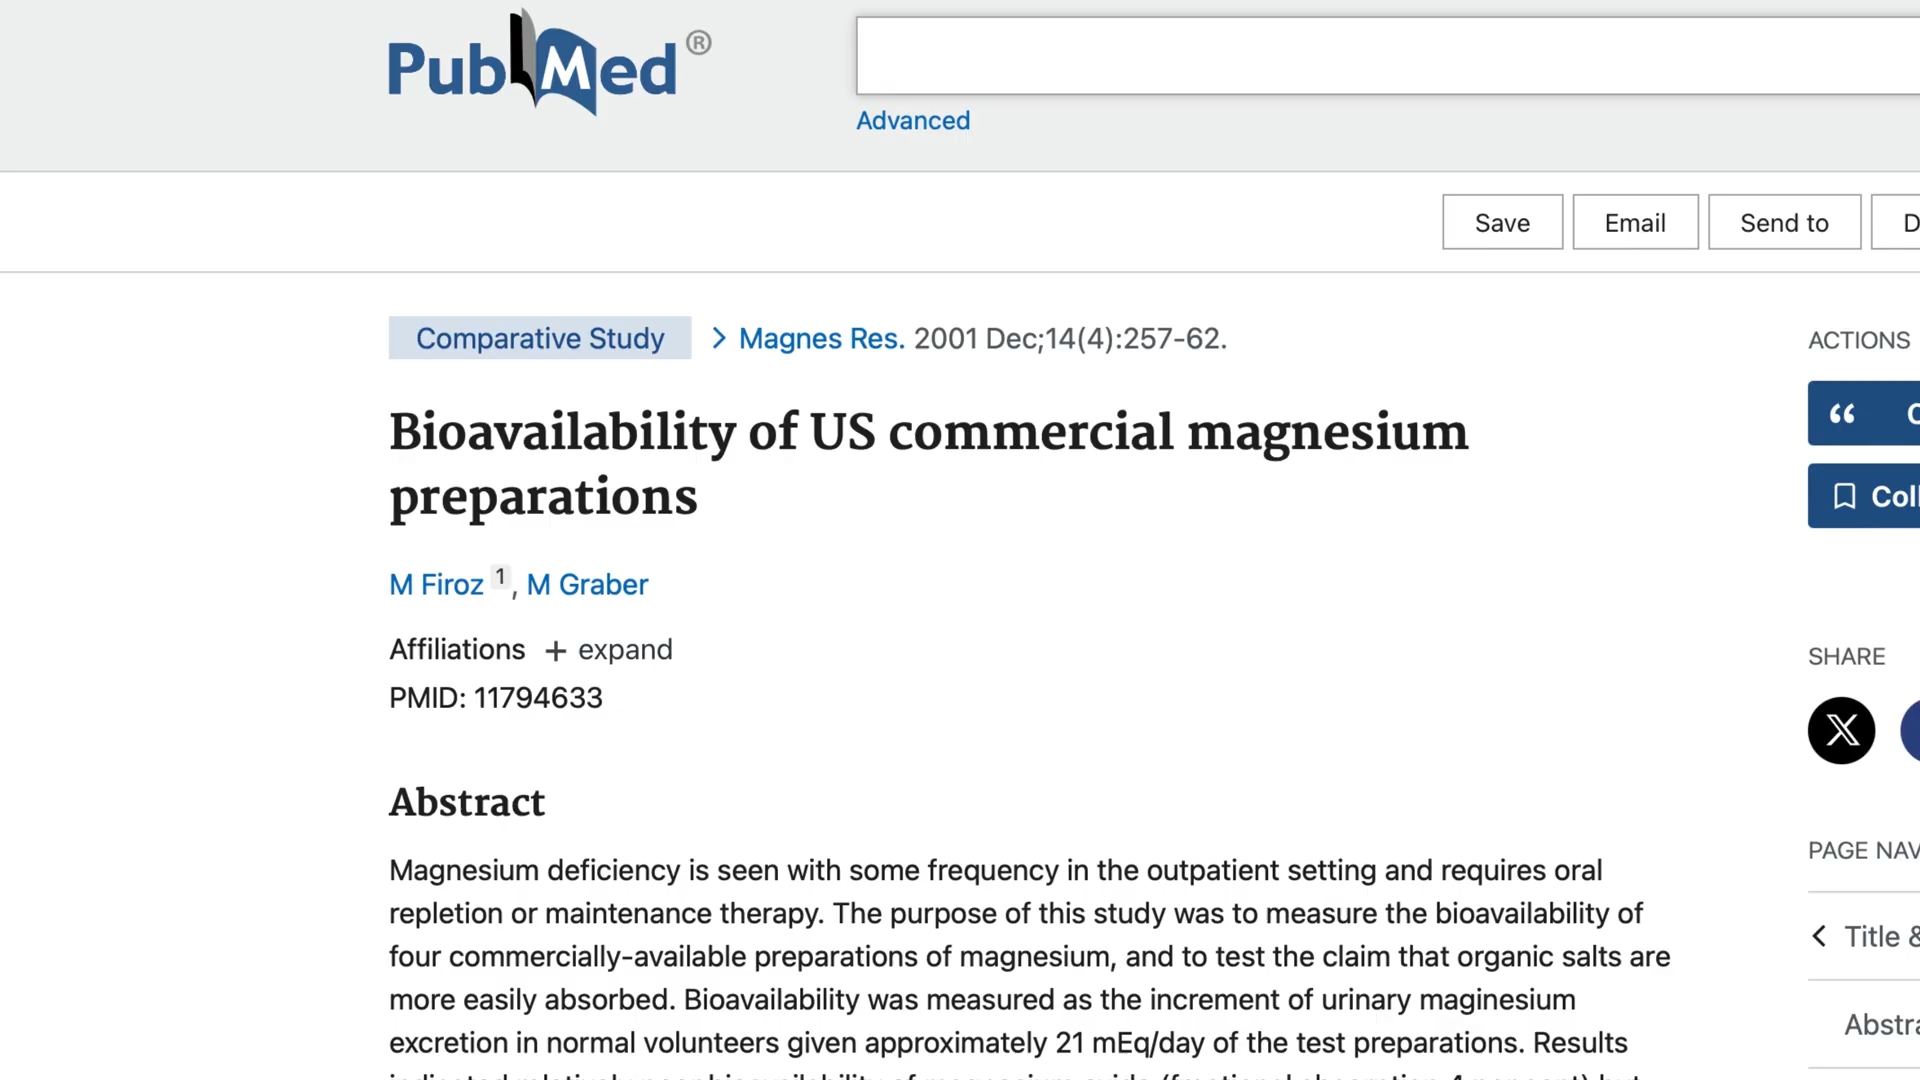 PubMed®
Advanced
Save Email Send to
Comparative Study > Magnes Res. 2001 Dec;14(4):257-62.
ACTIONS
Bioavailability of US commercial magnesium
preparations
M Firoz 1, M Graber
Affiliations + expand
PMID: 11794633
SHARE
Abstract
PAGE
Magnesium deficiency is seen with some frequency in the outpatient setting and requires oral
repletion or maintenance therapy. The purpose of this study was to measure the bioavailability of
four commercially-available preparations of magnesium, and to test the claim that organic salts are
Title &
more easily absorbed. Bioavailability was measured as the increment of urinary maginesium
excretion in normal volunteers given approximately 21 mEq/day of the test preparations. Results